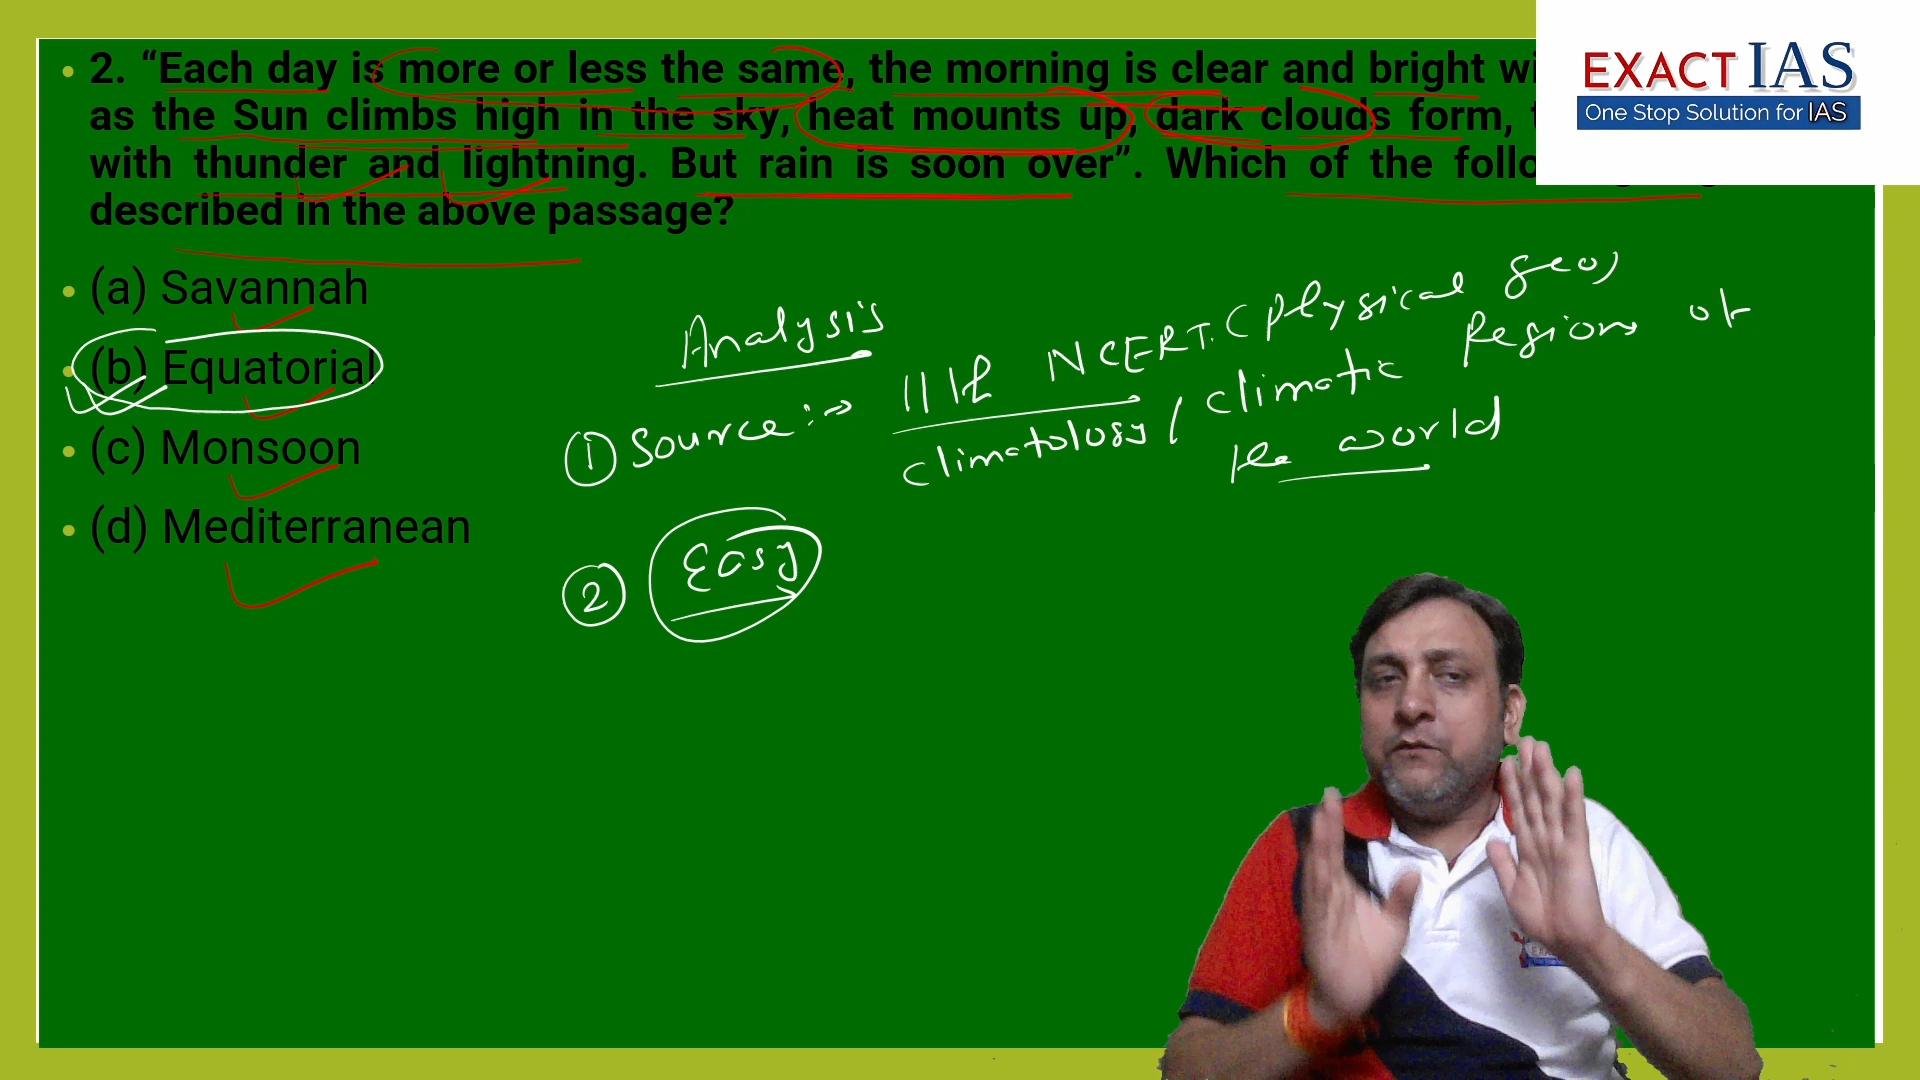 • 2. “Each day is more or less the same, the morning is clear and bright
as the Sun climbs high in the sky, heat mounts up, dark clouds form,
with thunder and lightning. But rain is soon over”. Which of the
described in the above passage?
• (a) Savannah
• (b) Equatorial
• (c) Monsoon
• (d) Mediterranean
EXACT IAS
One Stop Solution for IAS
Analysis
① Source :→ 11th NCERT (physical geo)
climatology / climatic Regions of
the world
② Easy